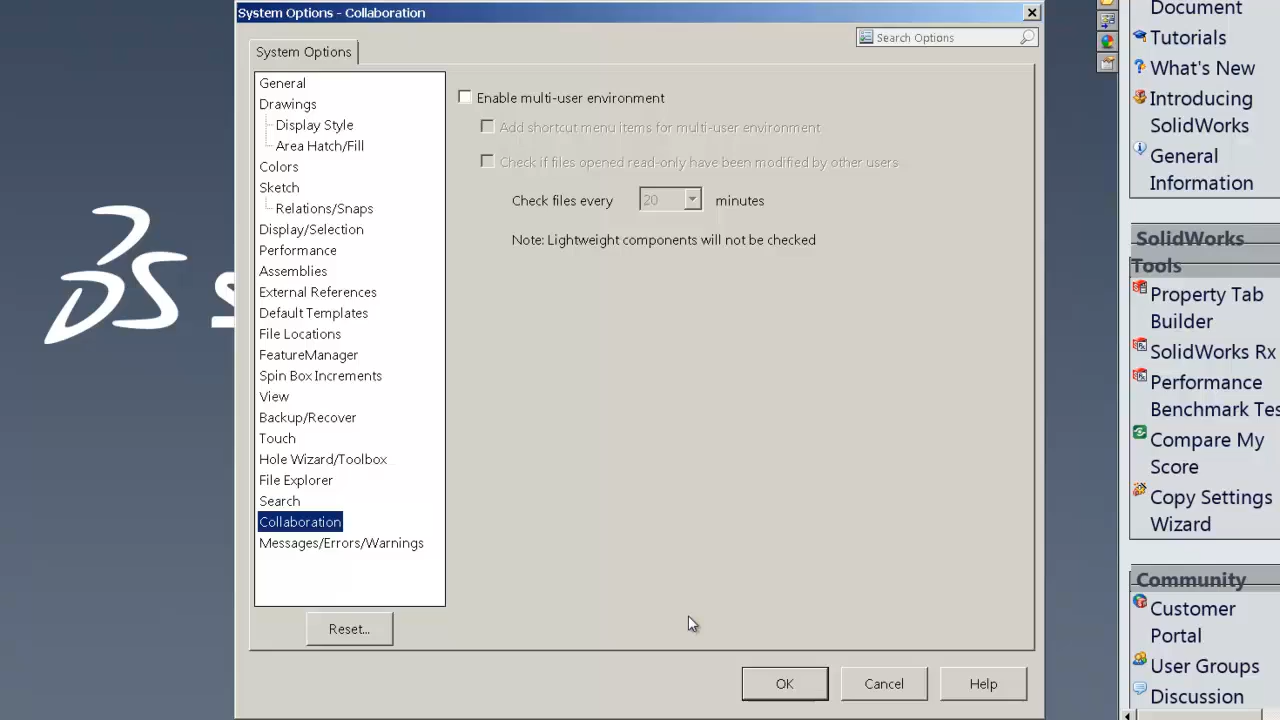 System Options - Collaboration
System Options
Search Options
General
Drawings
Display Style
Area Hatch/Fill
Colors
Sketch
Relations/Snaps
Display/Selection
Performance
Assemblies
External References
Default Templates
File Locations
FeatureManager
Spin Box Increments
View
Backup/Recover
Touch
Hole Wizard/Toolbox
File Explorer
Search
Collaboration
Messages/Errors/Warnings
Reset...
Enable multi-user environment
Add shortcut menu items for multi-user environment
Check if files opened read-only have been modified by other users
Check files every 20 minutes
Note: Lightweight components will not be checked
OK
Cancel
Help
Document
Tutorials
What's New
Introducing
SolidWorks
General
Information
SolidWorks
Tools
Property Tab
Builder
SolidWorks Rx
Performance
Benchmark Tes
Compare My
Score
Copy Settings
Wizard
Community
Customer
Portal
User Groups
Discussion